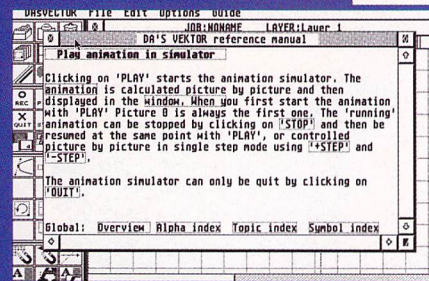 DA'SVECTOR File Edit Options Guide
JOB:NONAME LAYER:Layer 1
DA'S VEKTOR reference manual
Play animation in simulator
Clicking on 'PLAY' starts the animation simulator. The
animation is calculated picture by picture and then
displayed in the window. When you first start the animation
with 'PLAY' Picture 0 is always the first one. The 'running'
animation can be stopped by clicking on 'STOP' and then be
resumed at the same point with 'PLAY', or controlled
picture by picture in single step mode using '+STEP' and
'-STEP'.
The animation simulator can only be quit by clicking on
'QUIT'.
Global: Overview Alpha index Topic index Symbol index
REC
QUIT
A A